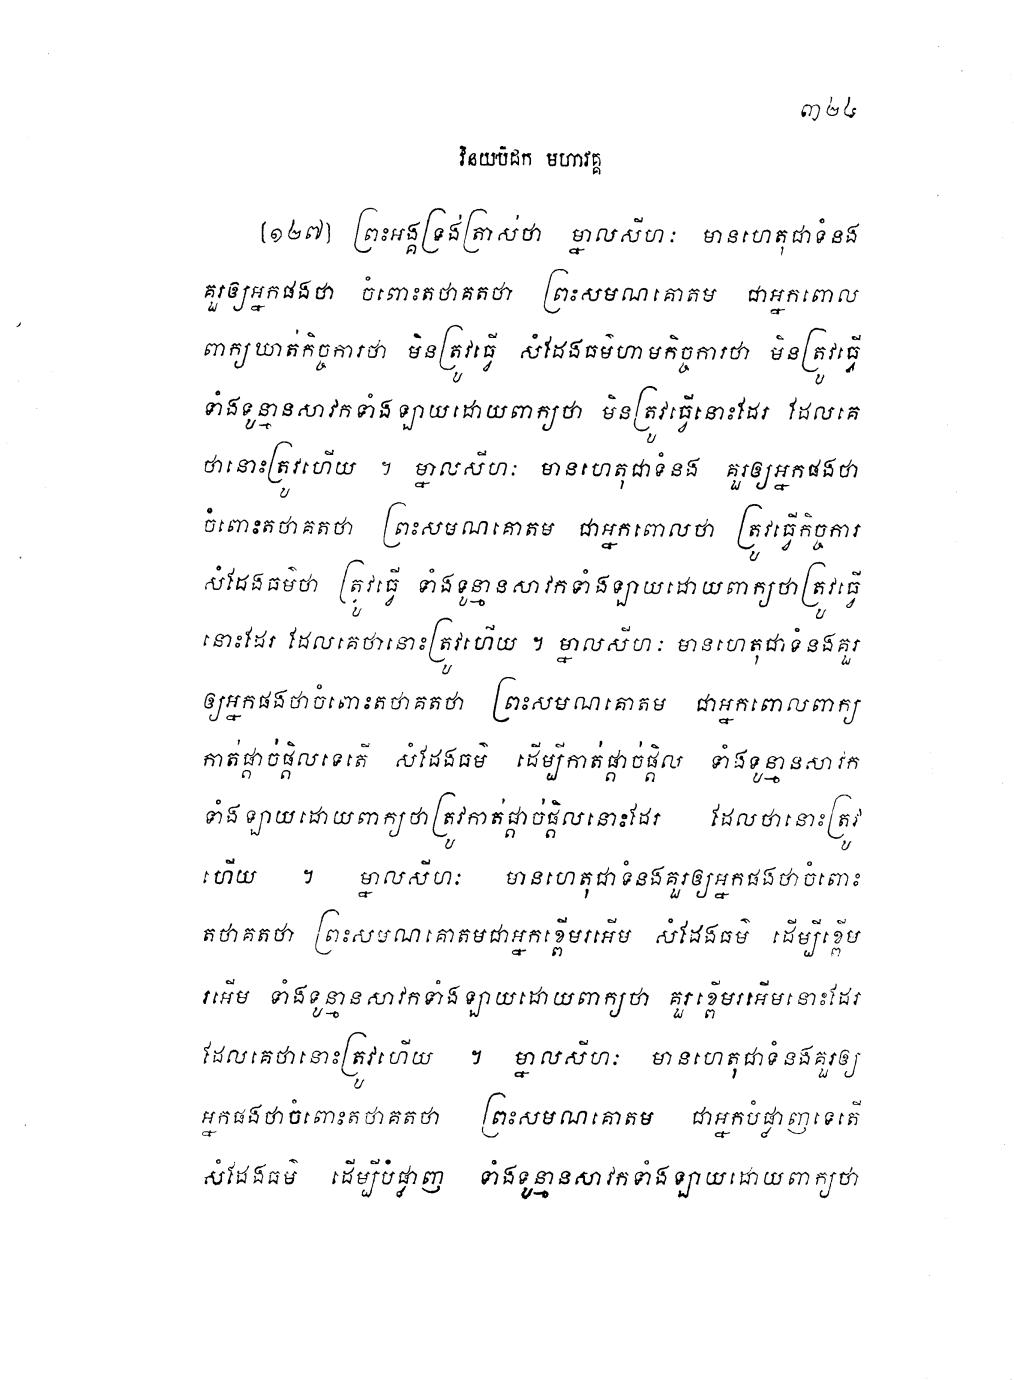 ៣២៤
វិនយបិដក មហាវគ្គ
[១២៧] ព្រះអង្គទ្រង់ត្រាស់ថា ម្នាលសីហៈ មានហេតុជាទំនង
គួរឲ្យអ្នកផងថា ចំពោះតថាគតថា ព្រះសមណគោតម ជាអ្នកពោល
ពាក្យឃាត់កិច្ចការថា មិនត្រូវធ្វើ សំដែងធម៌ហាមកិច្ចការថា មិនត្រូវធ្វើ
ទាំងទូន្មានសាវកទាំងឡាយដោយពាក្យថា មិនត្រូវធ្វើនោះដែរ ដែលគេ
ថានោះត្រូវហើយ ។ ម្នាលសីហៈ មានហេតុជាទំនង គួរឲ្យអ្នកផងថា
ចំពោះតថាគតថា ព្រះសមណគោតម ជាអ្នកពោលថា ត្រូវធ្វើកិច្ចការ
សំដែងធម៌ថា ត្រូវធ្វើ ទាំងទូន្មានសាវកទាំងឡាយដោយពាក្យថាត្រូវធ្វើ
នោះដែរ ដែលគេថានោះត្រូវហើយ ។ ម្នាលសីហៈ មានហេតុជាទំនងគួរ
ឲ្យអ្នកផងថាចំពោះតថាគតថា ព្រះសមណគោតម ជាអ្នកពោលពាក្យ
កាត់ផ្តាច់ផ្តិលទេតើ សំដែងធម៌ ដើម្បីកាត់ផ្តាច់ផ្តិល ទាំងទូន្មានសាវក
ទាំងឡាយដោយពាក្យថាត្រូវកាត់ផ្តាច់ផ្តិលនោះដែរ ដែលថានោះត្រូវ
ហើយ ។ ម្នាលសីហៈ មានហេតុជាទំនងគួរឲ្យអ្នកផងថាចំពោះ
តថាគតថា ព្រះសមណគោតមជាអ្នកខ្ពើមរអើម សំដែងធម៌ ដើម្បីខ្ពើម
រអើម ទាំងទូន្មានសាវកទាំងឡាយដោយពាក្យថា គួរខ្ពើមរអើមនោះដែរ
ដែលគេថានោះត្រូវហើយ ។ ម្នាលសីហៈ មានហេតុជាទំនងគួរឲ្យ
អ្នកផងថាចំពោះតថាគតថា ព្រះសមណគោតម ជាអ្នកបំផ្លាញទេតើ
សំដែងធម៌ ដើម្បីបំផ្លាញ ទាំងទូន្មានសាវកទាំងឡាយដោយពាក្យថា